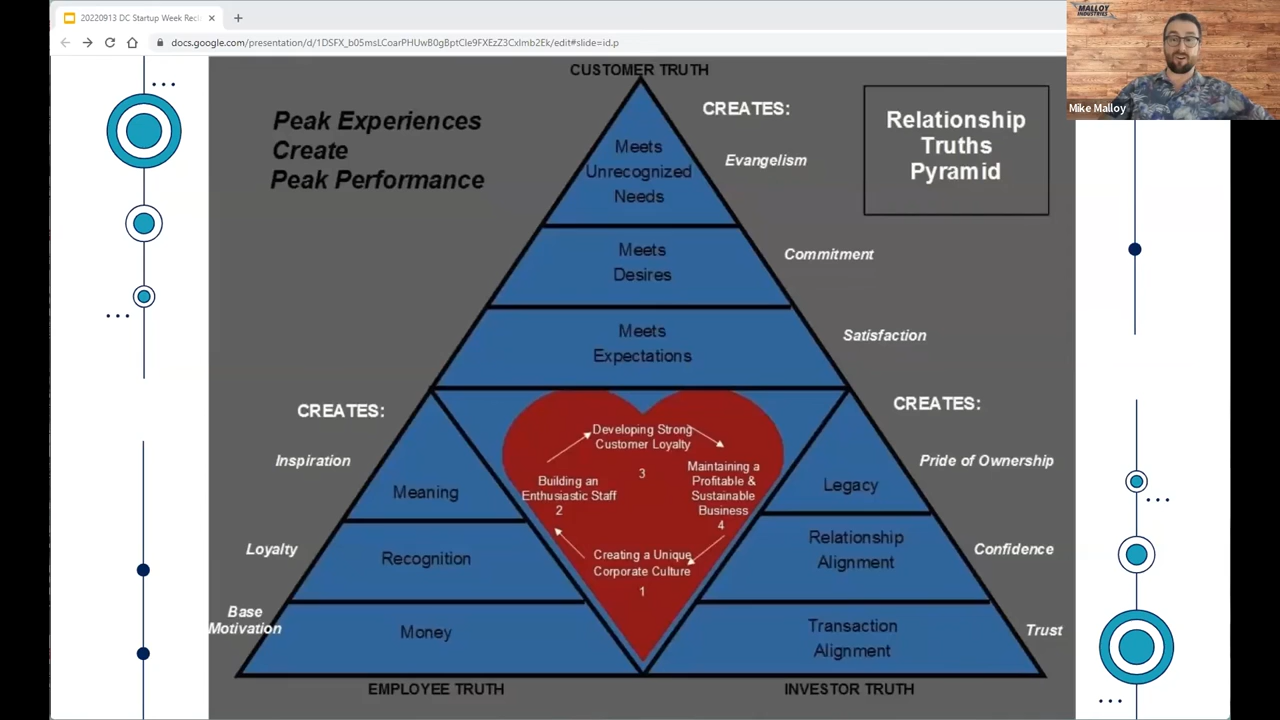 20220913 DC Startup Week Rec
docs.google.com/presentation/d/1DSFX_b05msLCoarPHUwB0gBptCle9FXEzZ3CxImb2Ek/edit#slide=id.p
MALLOY
INDUSTRIES
Mike Malloy
CUSTOMER TRUTH
Peak Experiences
Create
Peak Performance
CREATES:
Relationship
Truths
Pyramid
Meets
Unrecognized
Needs
Evangelism
Meets
Desires
Commitment
Meets
Expectations
Satisfaction
CREATES:
Inspiration
Meaning
Loyalty
Recognition
Base
Motivation
Money
Developing Strong
Customer Loyalty
3
Building an
Enthusiastic Staff
2
Maintaining a
Profitable &
Sustainable
Business
4
Creating a Unique
Corporate Culture
1
CREATES:
Pride of Ownership
Legacy
Relationship
Alignment
Confidence
Transaction
Alignment
Trust
EMPLOYEE TRUTH
INVESTOR TRUTH